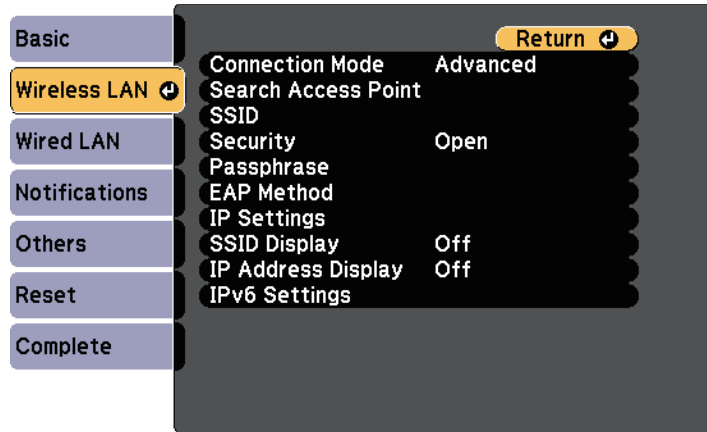 Basic
Wireless LAN
Wired LAN
Notifications
Others
Reset
Complete
Return
Connection Mode Advanced
Search Access Point
SSID
Security Open
Passphrase
EAP Method
IP Settings
SSID Display Off
IP Address Display Off
IPv6 Settings